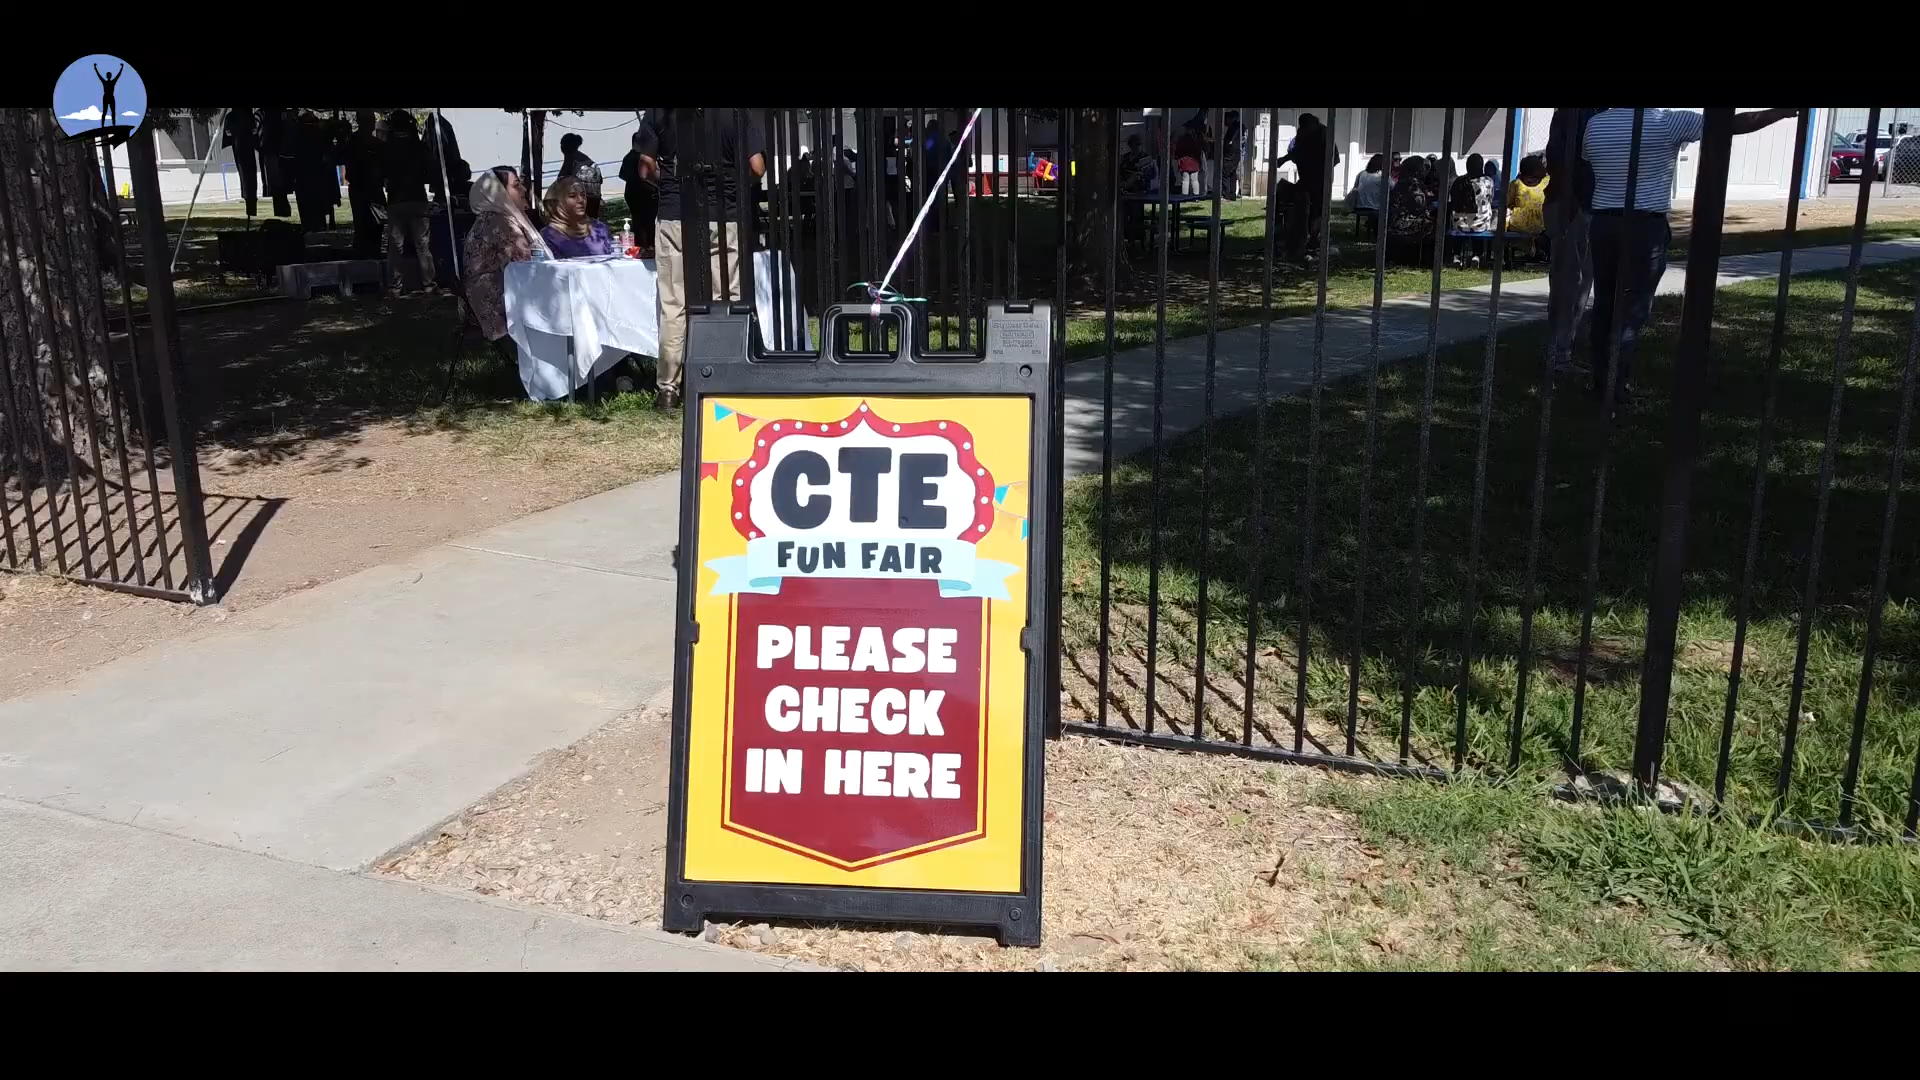 CTE
FUN FAIR
PLEASE
CHECK
IN HERE